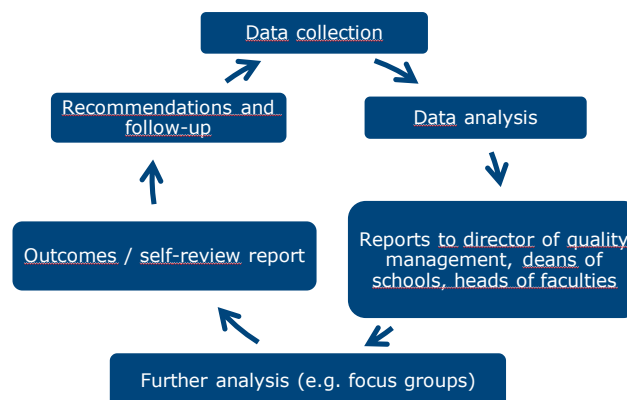 Data collection
Data analysis
Reports to director of quality
management, deans of
schools, heads of faculties
Further analysis (e.g. focus groups)
Outcomes / self-review report
Recommendations and
follow-up